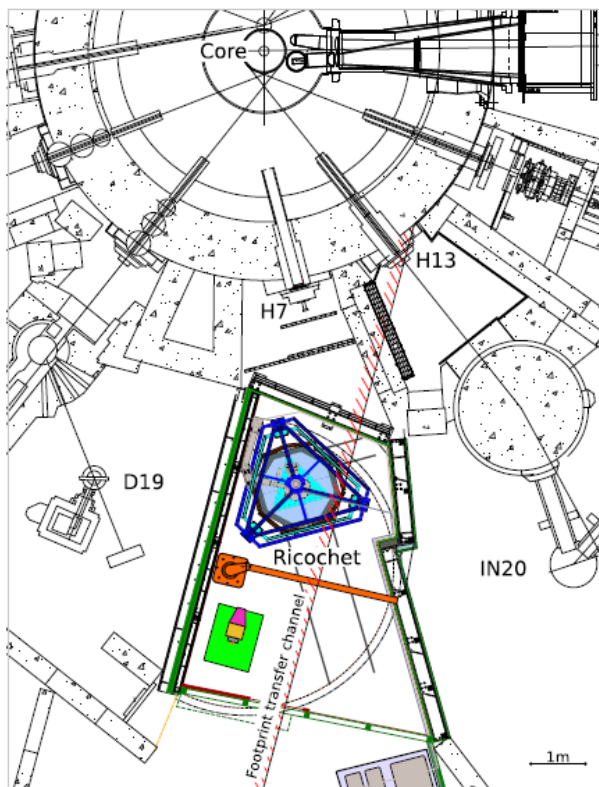 Core
H13
H7
D19
Ricochet
IN20
Footprint transfer channel
1m